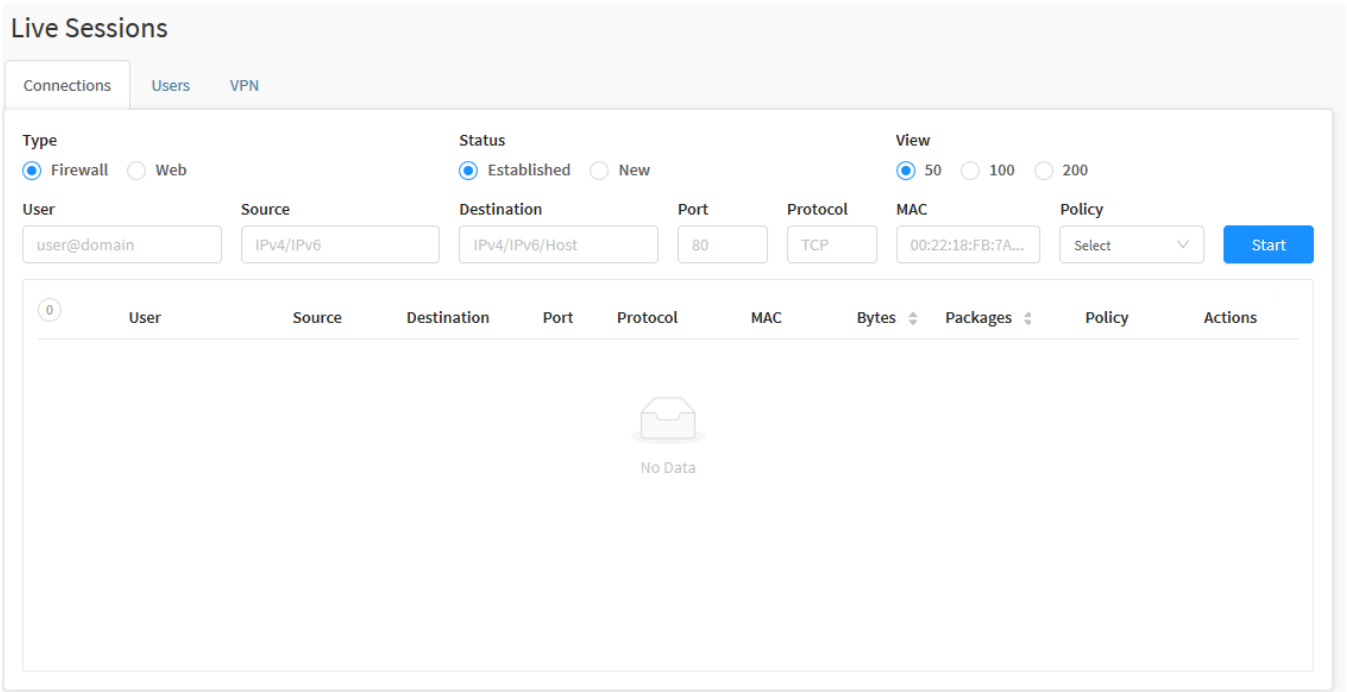 Live Sessions
Connections Users VPN
Type Status View
Firewall Web Established New 50 100 200
User Source Destination Port Protocol MAC Policy
user@domain IPv4/IPv6 IPv4/IPv6/Host 80 TCP 00:22:18:FB:7A... Select Start
0 User Source Destination Port Protocol MAC Bytes Packages Policy Actions
No Data